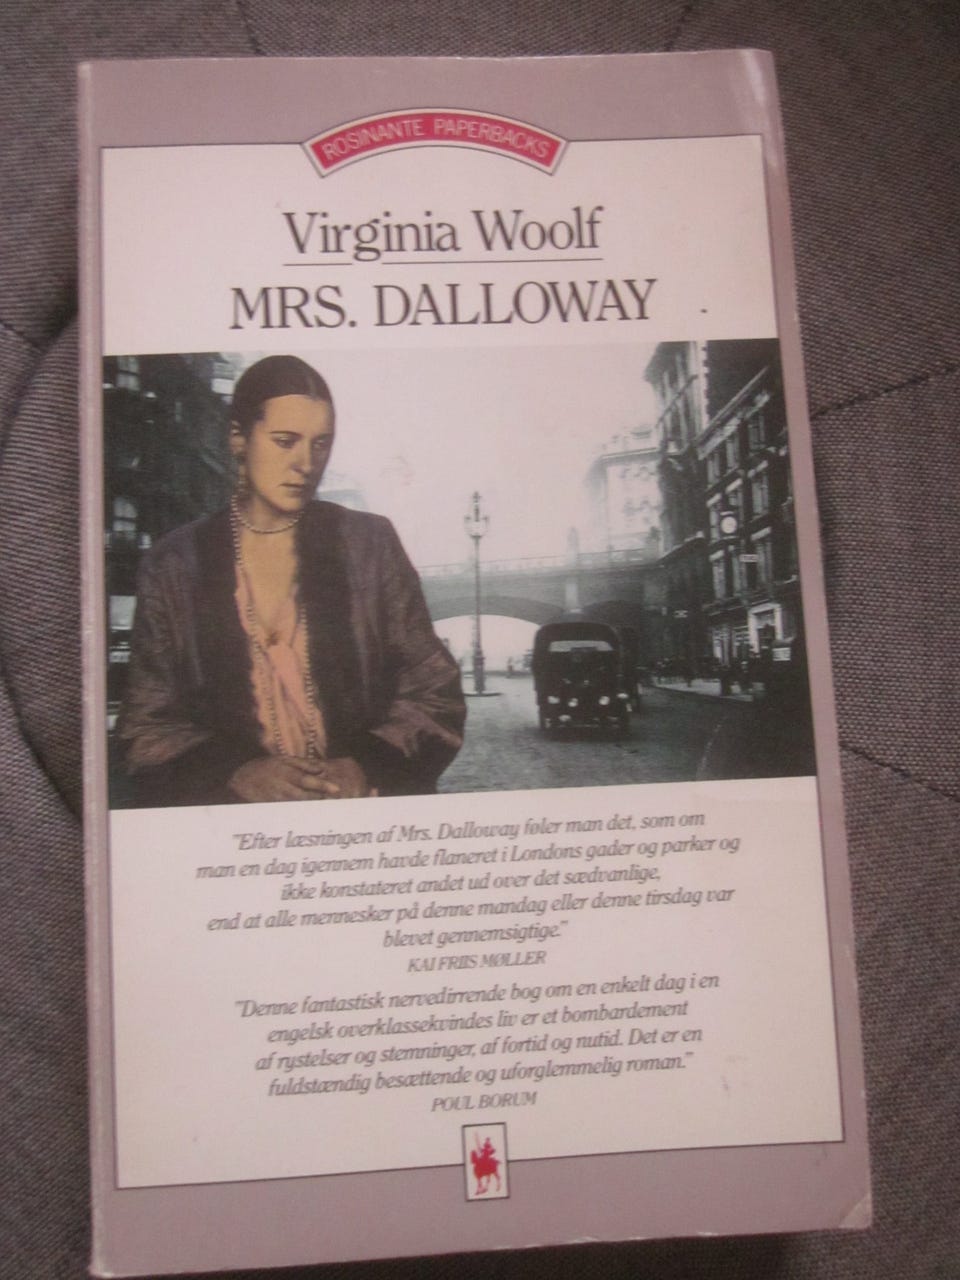 ROSINANTE PAPERBACKS
Virginia Woolf
MRS. DALLOWAY
"Efter læsningen af Mrs. Dalloway føler man det, som om
man en dag igennem havde flaneret i Londons gader og parker og
ikke konstateret andet ud over det sædvanlige,
end at alle mennesker på denne mandag eller denne tirsdag var
blevet gennemsigtige."
KAI FRIIS MØLLER
"Denne fantastisk nervedirrende bog om en enkelt dag i en
engelsk overklassekvindes liv er et bombardement
af rystelser og stemninger, af fortid og nutid. Det er en
fuldstændig besættende og uforglemmelig roman."
POUL BORUM